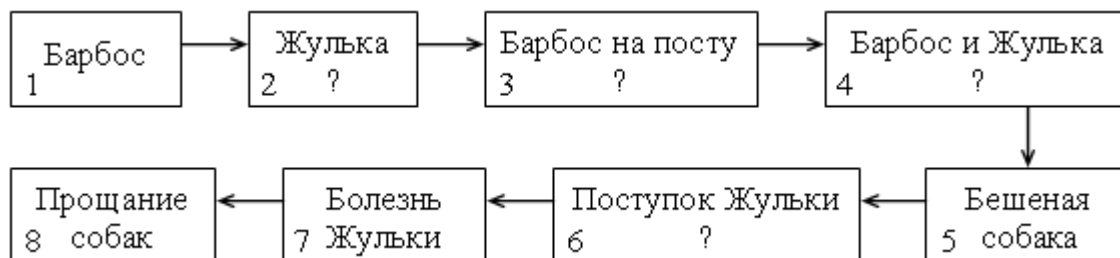 Барбос
1
Жулька
2 ?
Барбос на посту
3 ?
Барбос и Жулька
4 ?
Бешеная
5 собака
Поступок Жульки
6 ?
Болезнь
7 Жульки
Прощание
8 собак